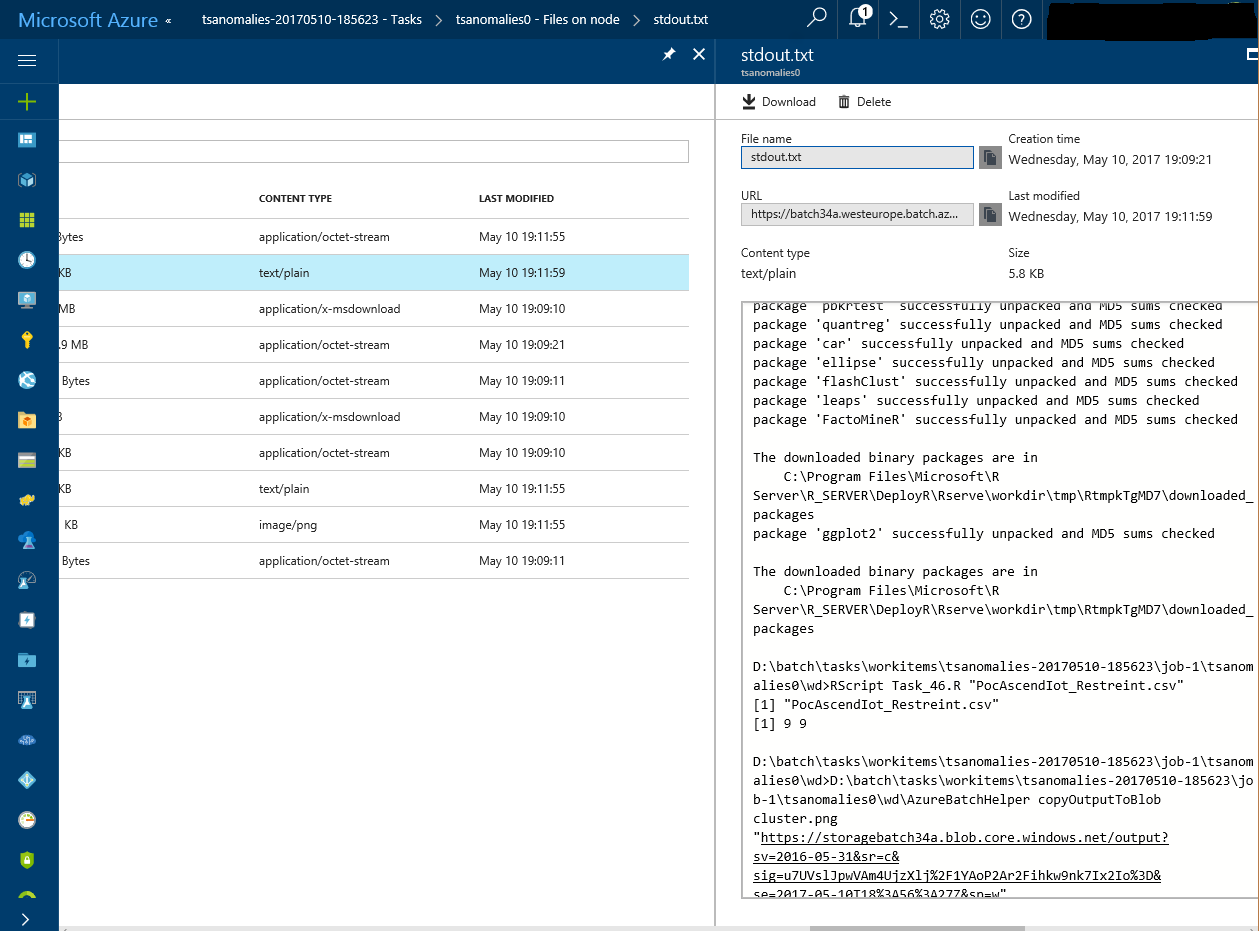 Microsoft Azure «
tsanomalies-20170510-185623 - Tasks > tsanomalies0 - Files on node > stdout.txt
1
stdout.txt
tsanomalies0
Download Delete
File name
stdout.txt
Creation time
Wednesday, May 10, 2017 19:09:21
URL
https://batch34a.westeurope.batch.az...
Last modified
Wednesday, May 10, 2017 19:11:59
Content type
text/plain
Size
5.8 KB
CONTENT TYPE LAST MODIFIED
Bytes application/octet-stream May 10 19:11:55
KB text/plain May 10 19:11:59
MB application/x-msdownload May 10 19:09:10
.9 MB application/octet-stream May 10 19:09:21
Bytes application/octet-stream May 10 19:09:11
B application/x-msdownload May 10 19:09:10
KB application/octet-stream May 10 19:09:10
KB text/plain May 10 19:11:55
KB image/png May 10 19:11:55
Bytes application/octet-stream May 10 19:09:11
package 'pbkrtest' successfully unpacked and MD5 sums checked
package 'quantreg' successfully unpacked and MD5 sums checked
package 'car' successfully unpacked and MD5 sums checked
package 'ellipse' successfully unpacked and MD5 sums checked
package 'flashClust' successfully unpacked and MD5 sums checked
package 'leaps' successfully unpacked and MD5 sums checked
package 'FactoMineR' successfully unpacked and MD5 sums checked
The downloaded binary packages are in
C:\Program Files\Microsoft\R
Server\R_SERVER\DeployR\Rserve\workdir\tmp\RtmpkTgMD7\downloaded_
packages
package 'ggplot2' successfully unpacked and MD5 sums checked
The downloaded binary packages are in
C:\Program Files\Microsoft\R
Server\R_SERVER\DeployR\Rserve\workdir\tmp\RtmpkTgMD7\downloaded_
packages
D:\batch\tasks\workitems\tsanomalies-20170510-185623\job-1\tsanom
alies0\wd>RScript Task_46.R "PocAscendIot_Restreint.csv"
[1] "PocAscendIot_Restreint.csv"
[1] 9 9
D:\batch\tasks\workitems\tsanomalies-20170510-185623\job-1\tsanom
alies0\wd>D:\batch\tasks\workitems\tsanomalies-20170510-185623\jo
b-1\tsanomalies0\wd\AzureBatchHelper copyOutputToBlob
cluster.png
"https://storagebatch34a.blob.core.windows.net/output?
sv=2016-05-31&sr=c&
sig=u7UVslJpwVAm4UjzXlj%2F1YAoP2Ar2Fihkw9nk7Ix2Io%3D&
se=2017-05-10T18%3A56%3A27Z&sp=w"